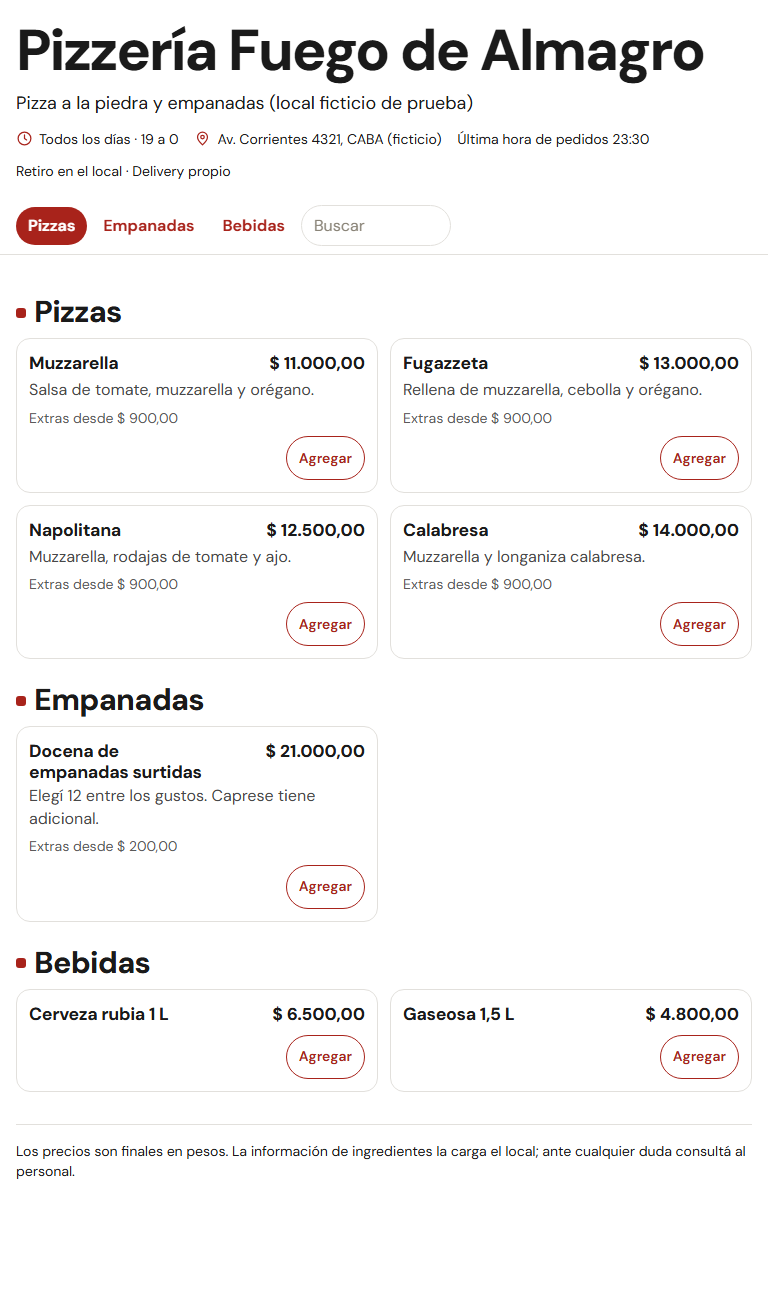 Pizzería Fuego de Almagro
Pizza a la piedra y empanadas (local ficticio de prueba)
Todos los días · 19 a 0 Av. Corrientes 4321, CABA (ficticio) Última hora de pedidos 23:30
Retiro en el local · Delivery propio
Pizzas Empanadas Bebidas Buscar
Pizzas
Muzzarella $ 11.000,00
Salsa de tomate, muzzarella y orégano.
Extras desde $ 900,00
Agregar
Fugazzeta $ 13.000,00
Rellena de muzzarella, cebolla y orégano.
Extras desde $ 900,00
Agregar
Napolitana $ 12.500,00
Muzzarella, rodajas de tomate y ajo.
Extras desde $ 900,00
Agregar
Calabresa $ 14.000,00
Muzzarella y longaniza calabresa.
Extras desde $ 900,00
Agregar
Empanadas
Docena de $ 21.000,00
empanadas surtidas
Elegí 12 entre los gustos. Caprese tiene
adicional.
Extras desde $ 200,00
Agregar
Bebidas
Cerveza rubia 1 L $ 6.500,00
Agregar
Gaseosa 1,5 L $ 4.800,00
Agregar
Los precios son finales en pesos. La información de ingredientes la carga el local; ante cualquier duda consultá al
personal.